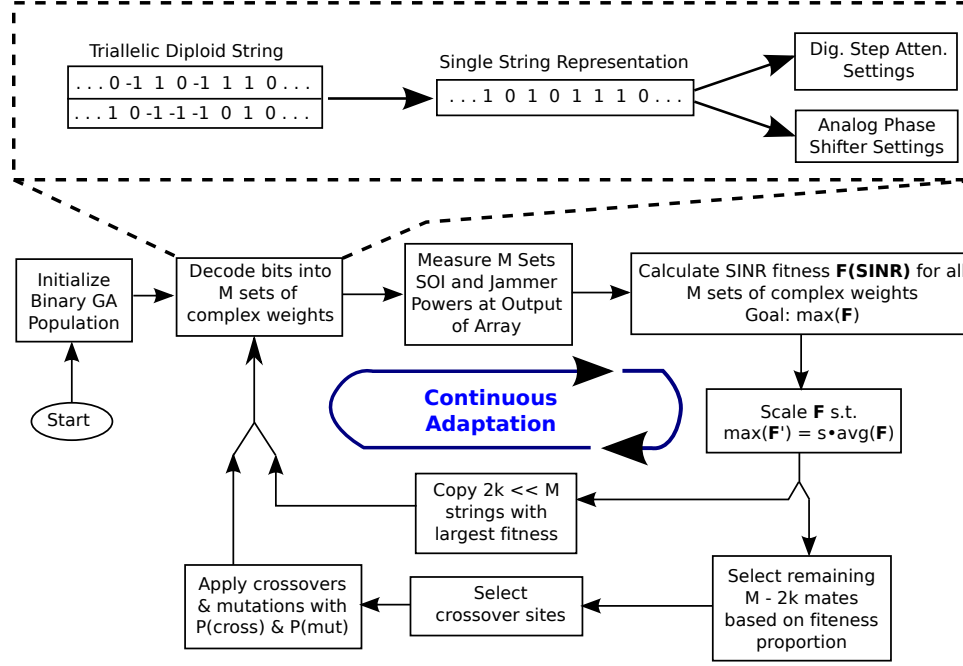 Triallelic Diploid String
. . . 0 -1 1 0 -1 1 1 0 . . .
. . . 1 0 -1 -1 -1 0 1 0 . . .
Single String Representation
. . . 1 0 1 0 1 1 1 0 . . .
Dig. Step Atten.
Settings
Analog Phase
Shifter Settings
Initialize
Binary GA
Population
Start
Decode bits into
M sets of
complex weights
Measure M Sets
SOI and Jammer
Powers at Output
of Array
Calculate SINR fitness F(SINR) for all
M sets of complex weights
Goal: max(F)
Continuous
Adaptation
Scale F s.t.
max(F') = s•avg(F)
Copy 2k << M
strings with
largest fitness
Select remaining
M - 2k mates
based on fiteness
proportion
Select
crossover sites
Apply crossovers
& mutations with
P(cross) & P(mut)